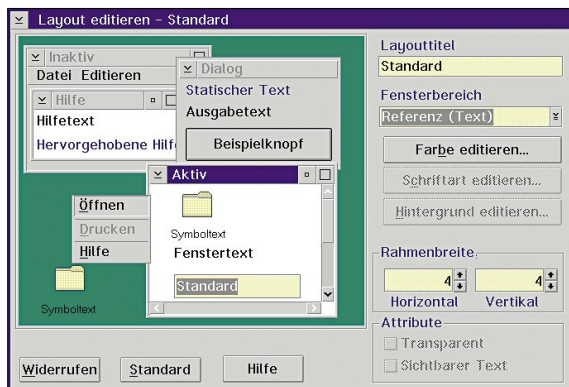 Layout editieren - Standard
Inaktiv
Datei Editieren
Hilfe
Hilfetext
Hervorgehobene Hilf
Dialog
Statischer Text
Ausgabetext
Beispielknopf
Aktiv
Symboltext
Fenstertext
Standard
Öffnen
Drucken
Hilfe
Symboltext
Layouttitel
Standard
Fensterbereich
Referenz (Text)
Farbe editieren...
Schriftart editieren...
Hintergrund editieren...
Rahmenbreite
4 4
Horizontal Vertikal
Attribute
Transparent
Sichtbarer Text
Widerrufen Standard Hilfe